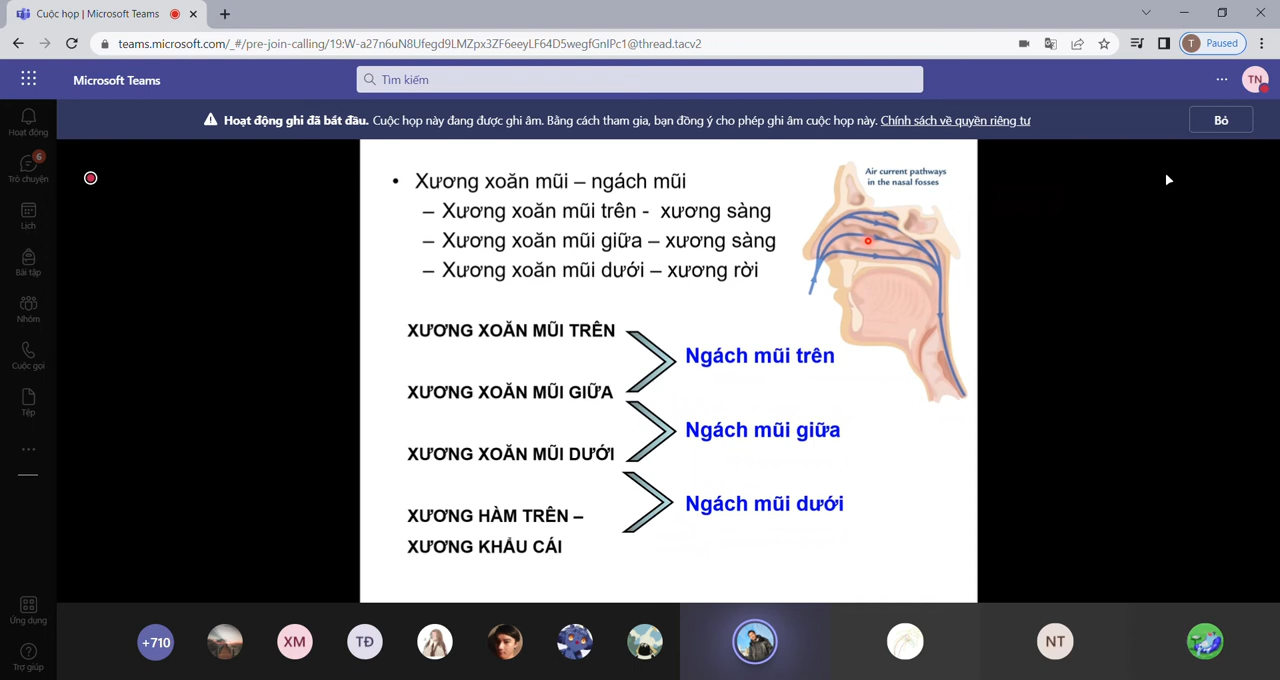 Cuộc họp | Microsoft Teams
teams.microsoft.com/_#/pre-join-calling/19:W-a27n6uN8Ufegd9LMZpx3ZF6eeyLF64D5wegfGnIPc1@thread.tacv2
T Paused
Microsoft Teams
Tìm kiếm
TN
Hoạt động ghi đã bắt đầu. Cuộc họp này đang được ghi âm. Bằng cách tham gia, bạn đồng ý cho phép ghi âm cuộc họp này. Chính sách về quyền riêng tư
Bỏ
Hoạt động
6
Trò chuyện
Lịch
Bài tập
Nhóm
Cuộc gọi
Tệp
Ứng dụng
Trợ giúp
• Xương xoăn mũi – ngách mũi
– Xương xoăn mũi trên - xương sàng
– Xương xoăn mũi giữa – xương sàng
– Xương xoăn mũi dưới – xương rời
Air current pathways
in the nasal fosses
XƯƠNG XOĂN MŨI TRÊN
Ngách mũi trên
XƯƠNG XOĂN MŨI GIỮA
Ngách mũi giữa
XƯƠNG XOĂN MŨI DƯỚI
Ngách mũi dưới
XƯƠNG HÀM TRÊN –
XƯƠNG KHẨU CÁI
+710
XM
TĐ
NT